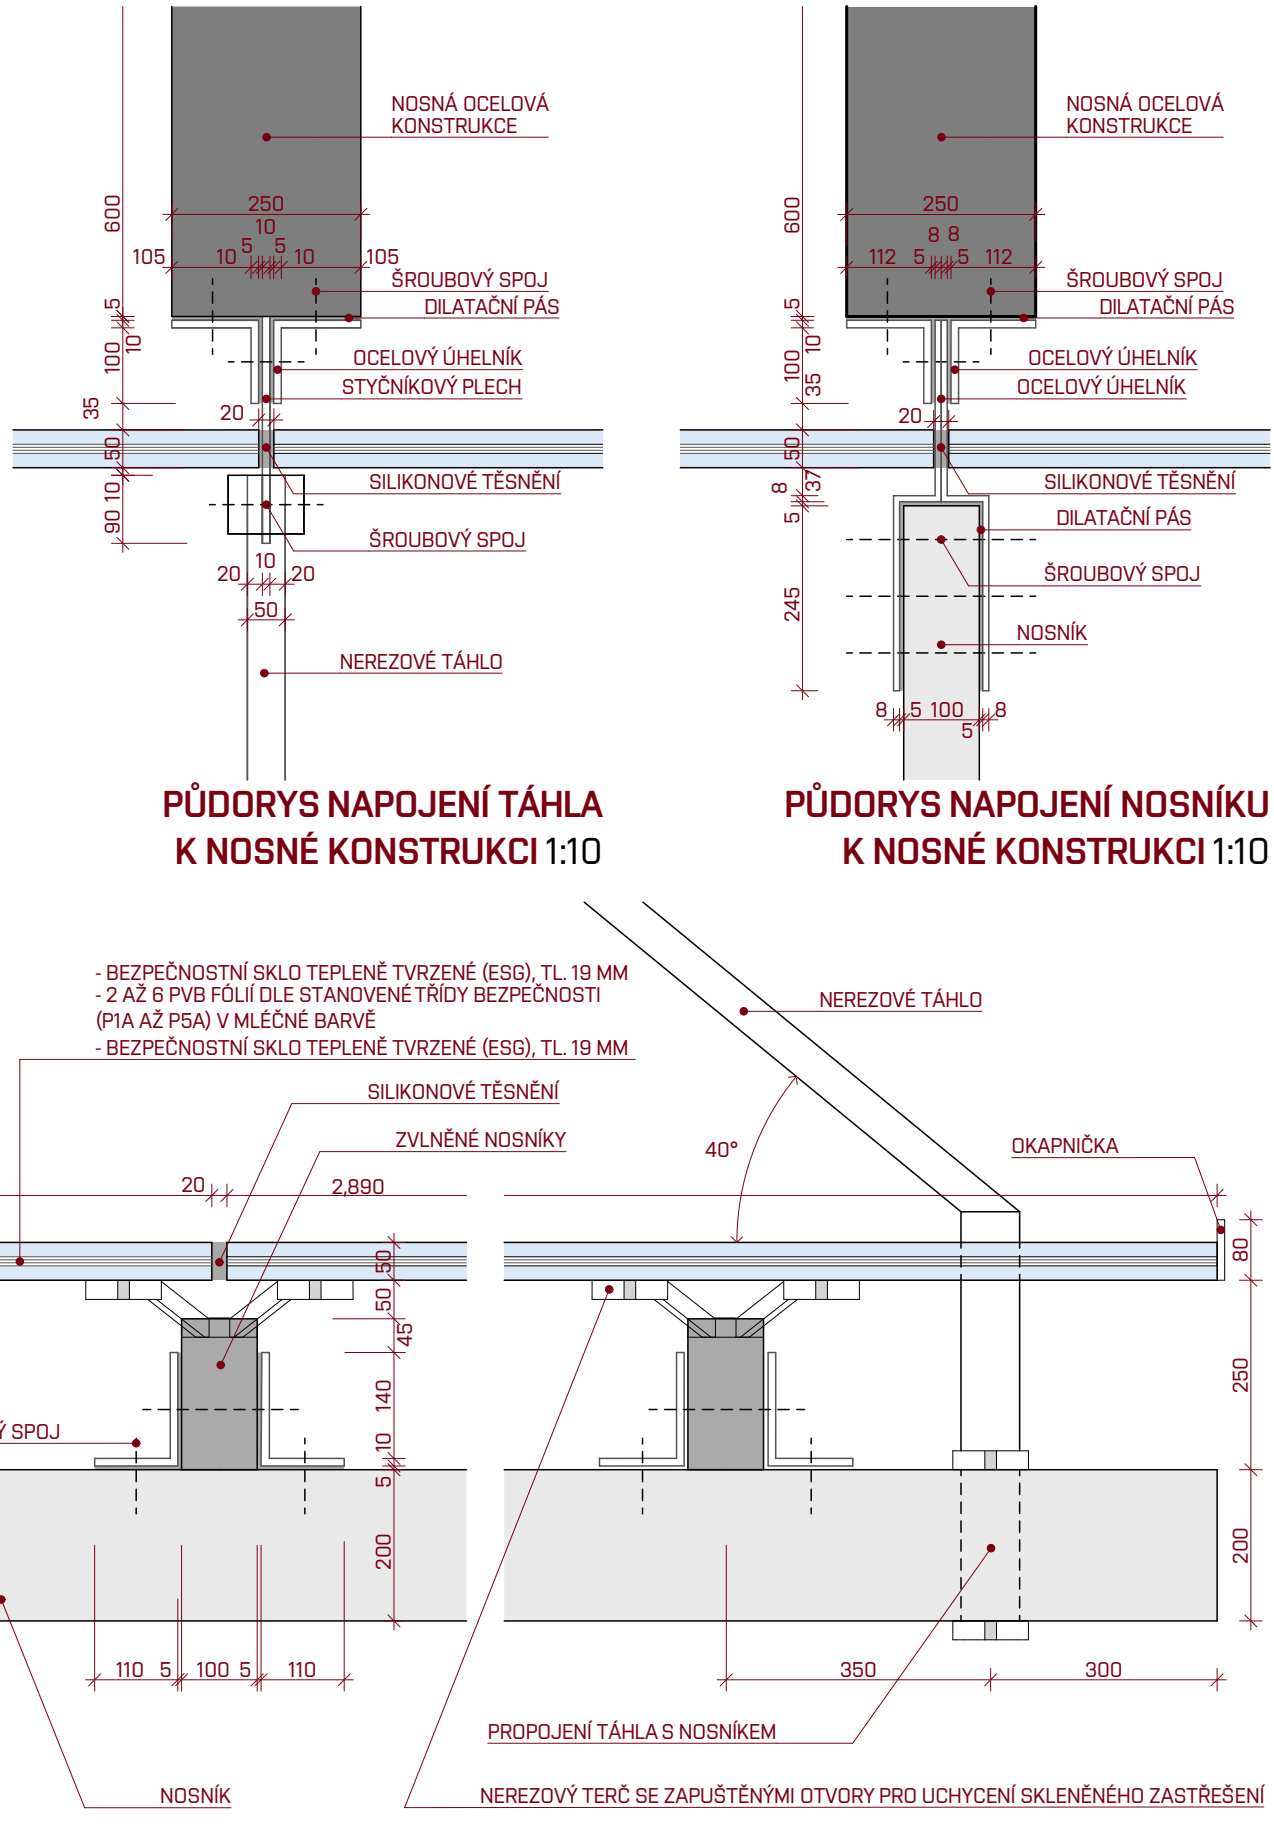 NOSNÁ OCELOVÁ
KONSTRUKCE
600
250
10
5 5
105 10 10 105
ŠROUBOVÝ SPOJ
DILATAČNÍ PÁS
5
10
100
OCELOVÝ ÚHELNÍK
STYČNÍKOVÝ PLECH
35
20
50
SILIKONOVÉ TĚSNĚNÍ
10
90
ŠROUBOVÝ SPOJ
10
20 20
50
NEREZOVÉ TÁHLO
PŮDORYS NAPOJENÍ TÁHLA
K NOSNÉ KONSTRUKCI 1:10
NOSNÁ OCELOVÁ
KONSTRUKCE
600
250
8 8
112 5 5 112
ŠROUBOVÝ SPOJ
DILATAČNÍ PÁS
5
10
100
OCELOVÝ ÚHELNÍK
35
OCELOVÝ ÚHELNÍK
20
50
SILIKONOVÉ TĚSNĚNÍ
37
8
5
DILATAČNÍ PÁS
ŠROUBOVÝ SPOJ
245
NOSNÍK
8 5 100 8
5
PŮDORYS NAPOJENÍ NOSNÍKU
K NOSNÉ KONSTRUKCI 1:10
- BEZPEČNOSTNÍ SKLO TEPLENĚ TVRZENÉ (ESG), TL. 19 MM
- 2 AŽ 6 PVB FÓLIÍ DLE STANOVENÉ TŘÍDY BEZPEČNOSTI
(P1A AŽ P5A) V MLÉČNÉ BARVĚ
- BEZPEČNOSTNÍ SKLO TEPLENĚ TVRZENÉ (ESG), TL. 19 MM
NEREZOVÉ TÁHLO
SILIKONOVÉ TĚSNĚNÍ
ZVLNĚNÉ NOSNÍKY
40°
OKAPNIČKA
20
2,890
50
80
50
45
140
250
Ý SPOJ
10
5
200
200
110 5 100 5 110
350
300
PROPOJENÍ TÁHLA S NOSNÍKEM
NOSNÍK
NEREZOVÝ TERČ SE ZAPUŠTĚNÝMI OTVORY PRO UCHYCENÍ SKLENĚNÉHO ZASTŘEŠENÍ